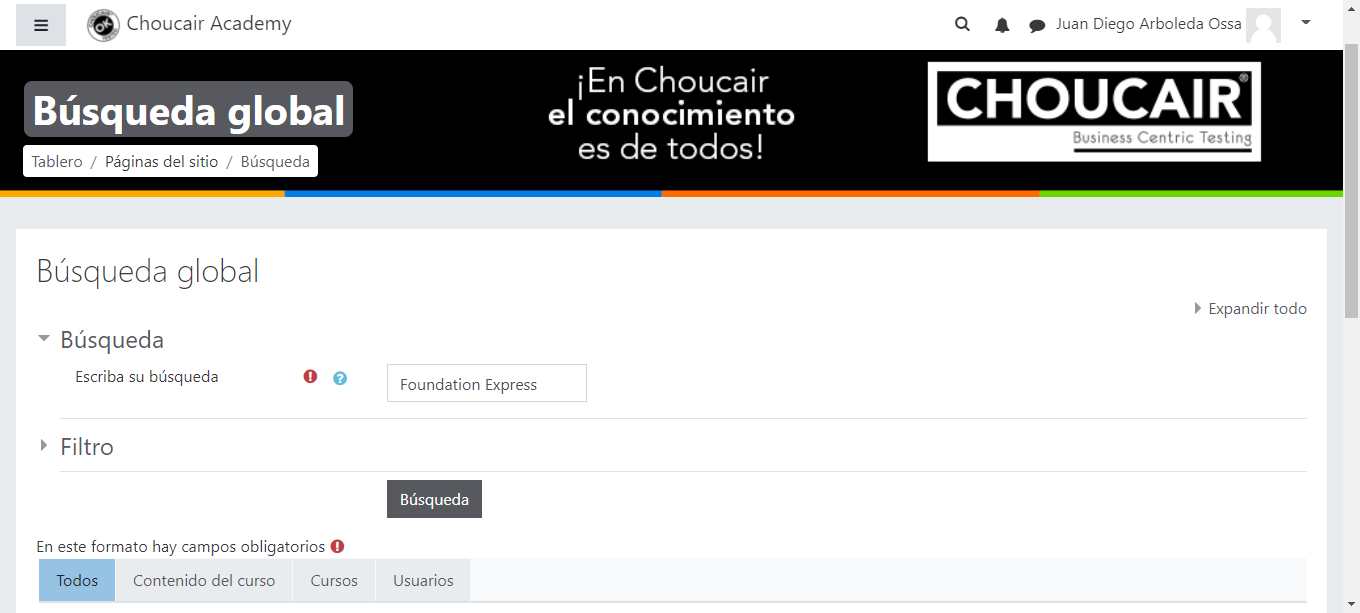 Choucair Academy
Juan Diego Arboleda Ossa
Búsqueda global
¡En Choucair
el conocimiento
es de todos!
CHOUCAIR®
Business Centric Testing
Tablero / Páginas del sitio / Búsqueda
Búsqueda global
Expandir todo
Búsqueda
Escriba su búsqueda
Foundation Express
Filtro
Búsqueda
En este formato hay campos obligatorios
Todos Contenido del curso Cursos Usuarios